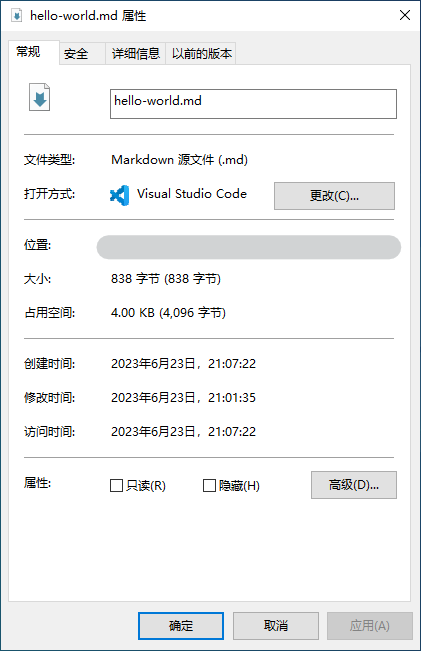 hello-world.md 属性
常规 安全 详细信息 以前的版本
hello-world.md
文件类型: Markdown 源文件 (.md)
打开方式: Visual Studio Code 更改(C)...
位置:
大小: 838 字节 (838 字节)
占用空间: 4.00 KB (4,096 字节)
创建时间: 2023年6月23日，21:07:22
修改时间: 2023年6月23日，21:01:35
访问时间: 2023年6月23日，21:07:22
属性: 只读(R) 隐藏(H) 高级(D)...
确定 取消 应用(A)